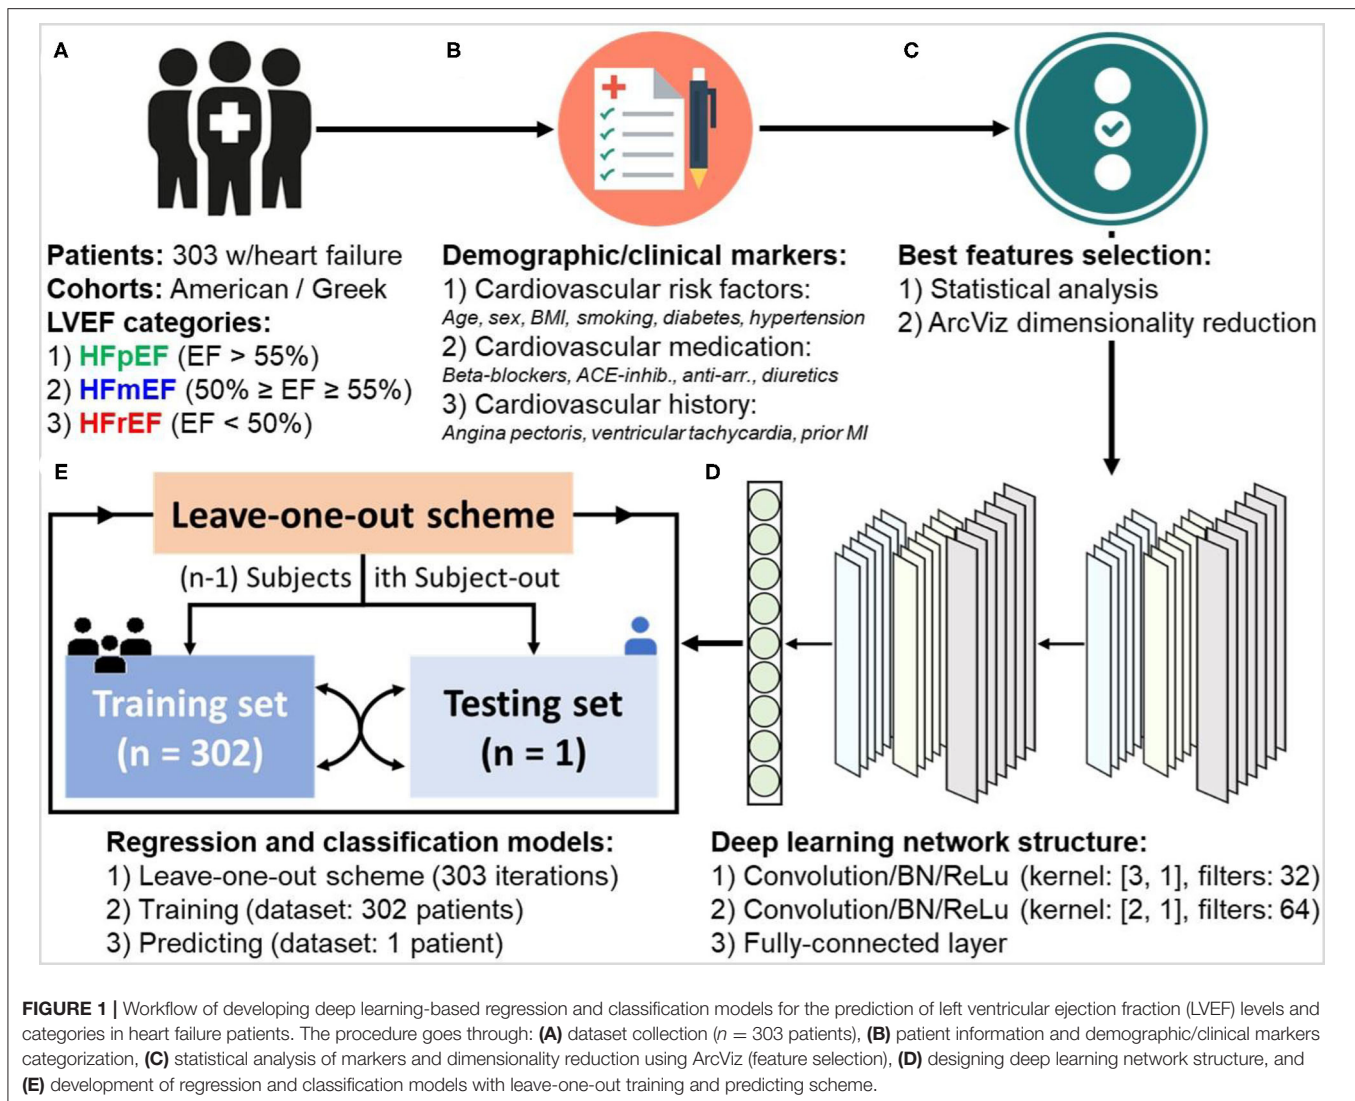 A
B
C
Patients: 303 w/heart failure
Cohorts: American / Greek
LVEF categories:
1) HFpEF (EF > 55%)
2) HFmEF (50% ≥ EF ≥ 55%)
3) HFrEF (EF < 50%)
Demographic/clinical markers:
1) Cardiovascular risk factors:
Age, sex, BMI, smoking, diabetes, hypertension
2) Cardiovascular medication:
Beta-blockers, ACE-inhib., anti-arr., diuretics
3) Cardiovascular history:
Angina pectoris, ventricular tachycardia, prior MI
Best features selection:
1) Statistical analysis
2) ArcViz dimensionality reduction
E
Leave-one-out scheme
(n-1) Subjects ith Subject-out
Training set
(n = 302)
Testing set
(n = 1)
Regression and classification models:
1) Leave-one-out scheme (303 iterations)
2) Training (dataset: 302 patients)
3) Predicting (dataset: 1 patient)
D
Deep learning network structure:
1) Convolution/BN/ReLu (kernel: [3, 1], filters: 32)
2) Convolution/BN/ReLu (kernel: [2, 1], filters: 64)
3) Fully-connected layer
FIGURE 1 | Workflow of developing deep learning-based regression and classification models for the prediction of left ventricular ejection fraction (LVEF) levels and
categories in heart failure patients. The procedure goes through: (A) dataset collection (n = 303 patients), (B) patient information and demographic/clinical markers
categorization, (C) statistical analysis of markers and dimensionality reduction using ArcViz (feature selection), (D) designing deep learning network structure, and
(E) development of regression and classification models with leave-one-out training and predicting scheme.